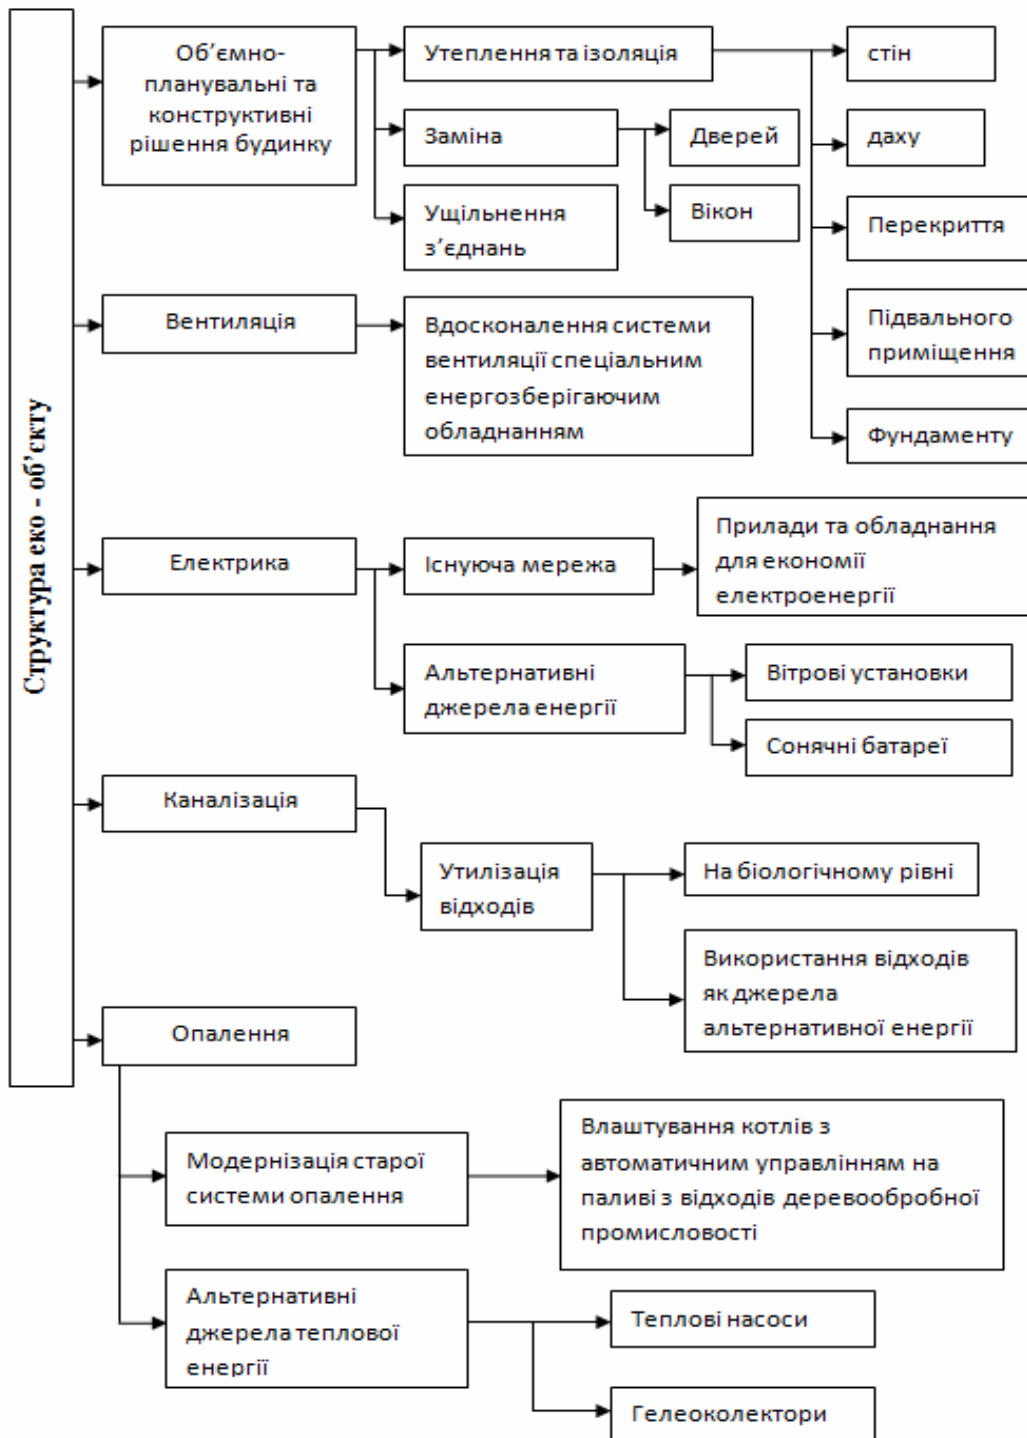 Структура еко - об’єкту
Об’ємно-
планувальні та
конструктивні
рішення будинку
Утеплення та ізоляція
стін
даху
Перекриття
Підвального
приміщення
Фундаменту
Заміна
Дверей
Вікон
Ущільнення
з’єднань
Вентиляція
Вдосконалення системи
вентиляції спеціальним
енергозберігаючим
обладнанням
Електрика
Існуюча мережа
Прилади та обладнання
для економії
електроенергії
Альтернативні
джерела енергії
Вітрові установки
Сонячні батареї
Каналізація
Утилізація
відходів
На біологічному рівні
Використання відходів
як джерела
альтернативної енергії
Опалення
Модернізація старої
системи опалення
Влаштування котлів з
автоматичним управлінням на
паливі з відходів деревообробної
промисловості
Альтернативні
джерела теплової
енергії
Теплові насоси
Гелеоколектори